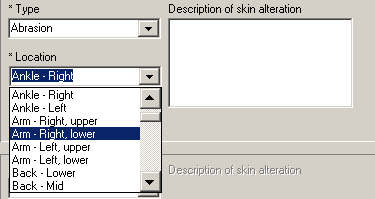 * Type
Description of skin alteration
Abrasion
* Location
Ankle - Right
Ankle - Right
Ankle - Left
Arm - Right, upper
Arm - Right, lower
Arm - Left, upper
Arm - Left, lower
Back - Lower
Back - Mid
Description of skin alteration